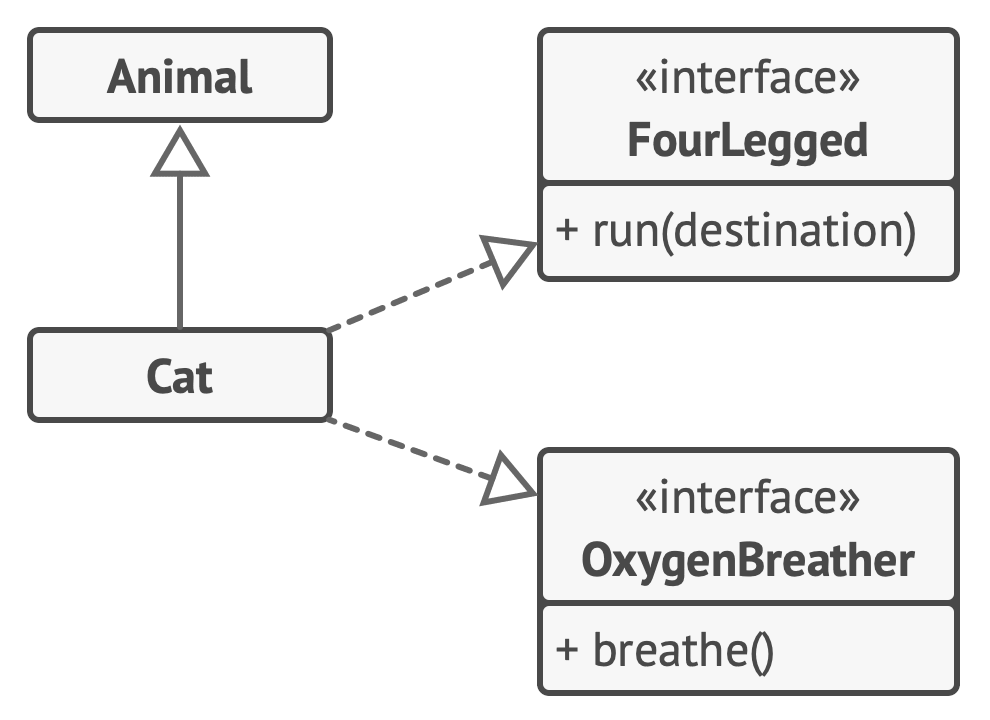 Animal
«interface»
FourLegged
+ run(destination)
Cat
«interface»
OxygenBreather
+ breathe()